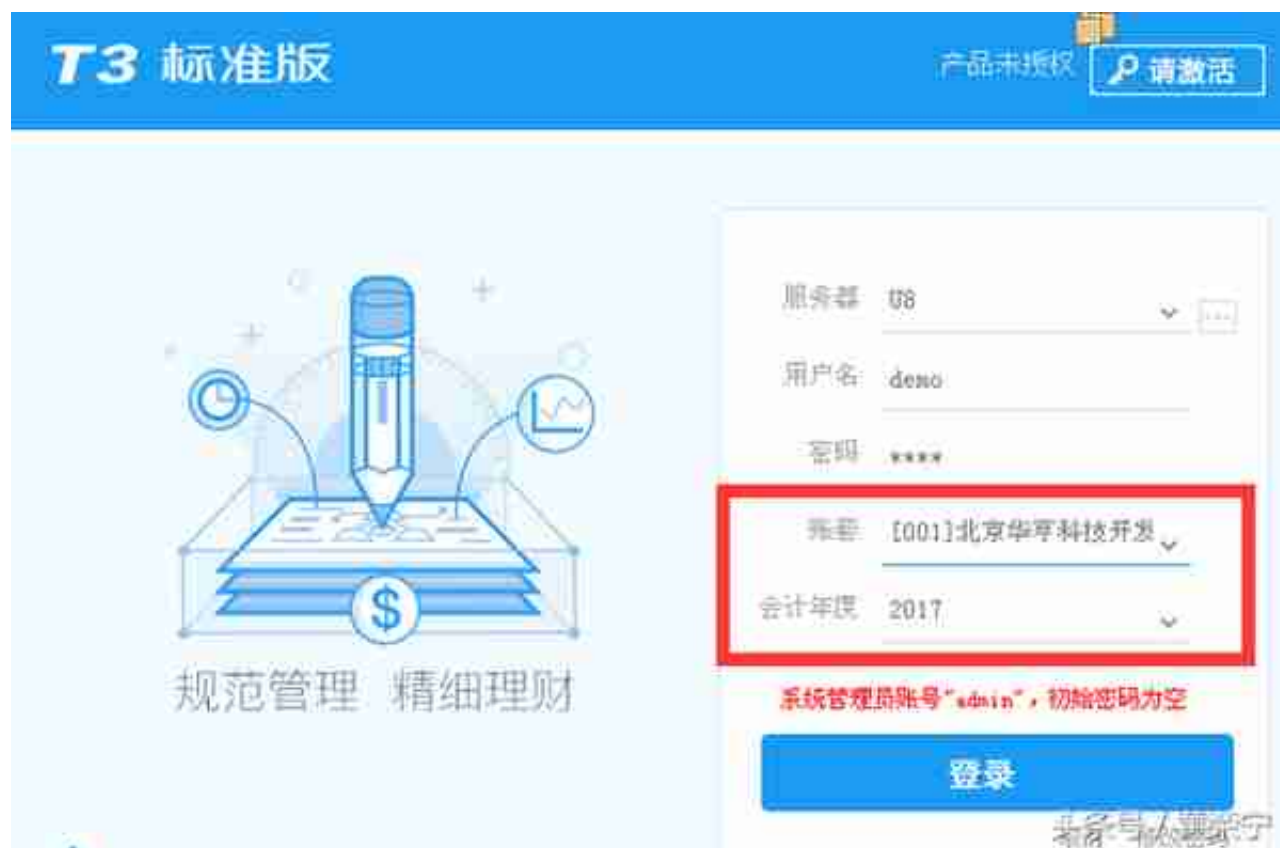 T3 标准版
产品未授权 请激活
服务器 U8
用户名 demo
密码 ****
账套 [001]北京华亨科技开发
会计年度 2017
系统管理员账号"admin"，初始密码为空
登录
规范管理 精细理财
$